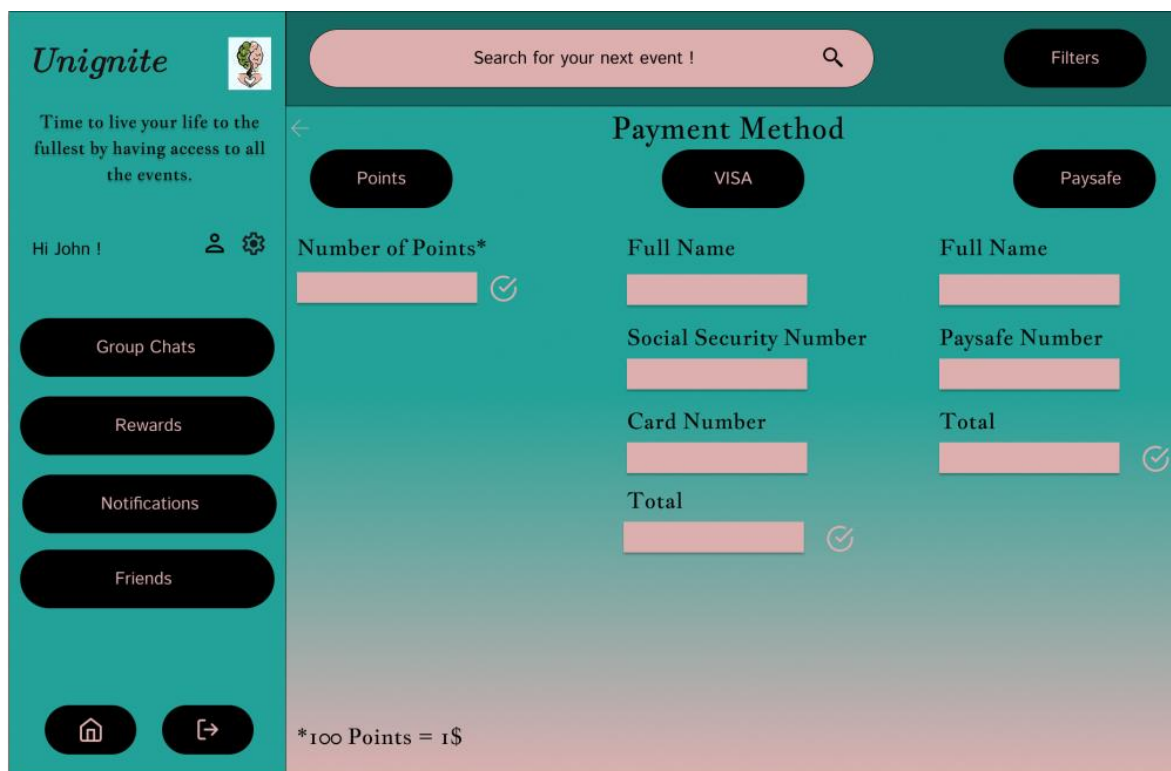 Unignite
Time to live your life to the
fullest by having access to all
the events.
Hi John !
Group Chats
Rewards
Notifications
Friends
Search for your next event !
Filters
Payment Method
Points
VISA
Paysafe
Number of Points*
Full Name
Social Security Number
Card Number
Total
Full Name
Paysafe Number
Total
*100 Points = 1$